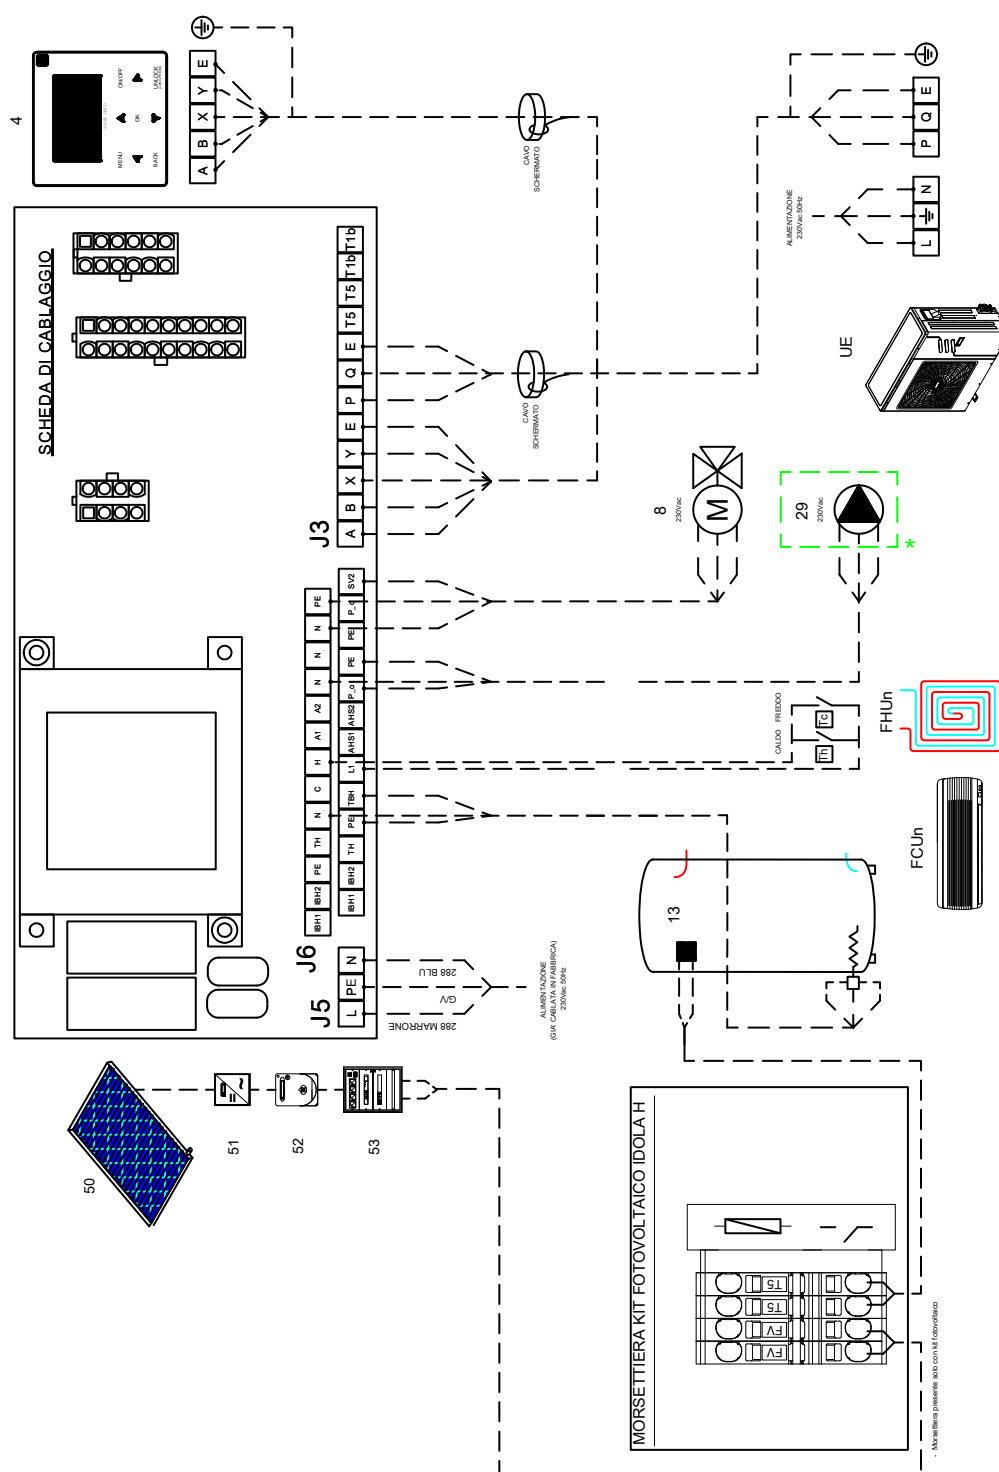 4
MENU
ON/OFF
OK
BACK
UNLOCK
A
B
X
Y
E
CAVO
SCHERMATO
P
Q
E
ALIMENTAZIONE
230Vac 50Hz
L
N
UE
SCHEDA DI CABLAGGIO
J3
A
B
X
Y
E
P
Q
E
T5
T5
T1b
T1b
CAVO
SCHERMATO
8
230Vac
M
29
230Vac
*
IBH1
IBH2
PE
TH
N
C
H
A1
A2
N
N
N
PE
IBH1
IBH2
TH
PE
TBH
L1
AHS1
AHS2
P_o
PE
PE
P_o
SV2
J6
J5
L
PE
N
288 MARRONE
G/V
288 BLU
ALIMENTAZIONE
(GIA' CABLATA IN FABBRICA)
230Vac 50Hz
CALDO
FREDDO
Th
Tc
FHUn
FCUn
13
50
51
52
53
MORSETTIERA KIT FOTOVOLTAICO IDOLA H
FV
FV
T5
T5
- Morsettiera presente solo con kit fotovoltaico